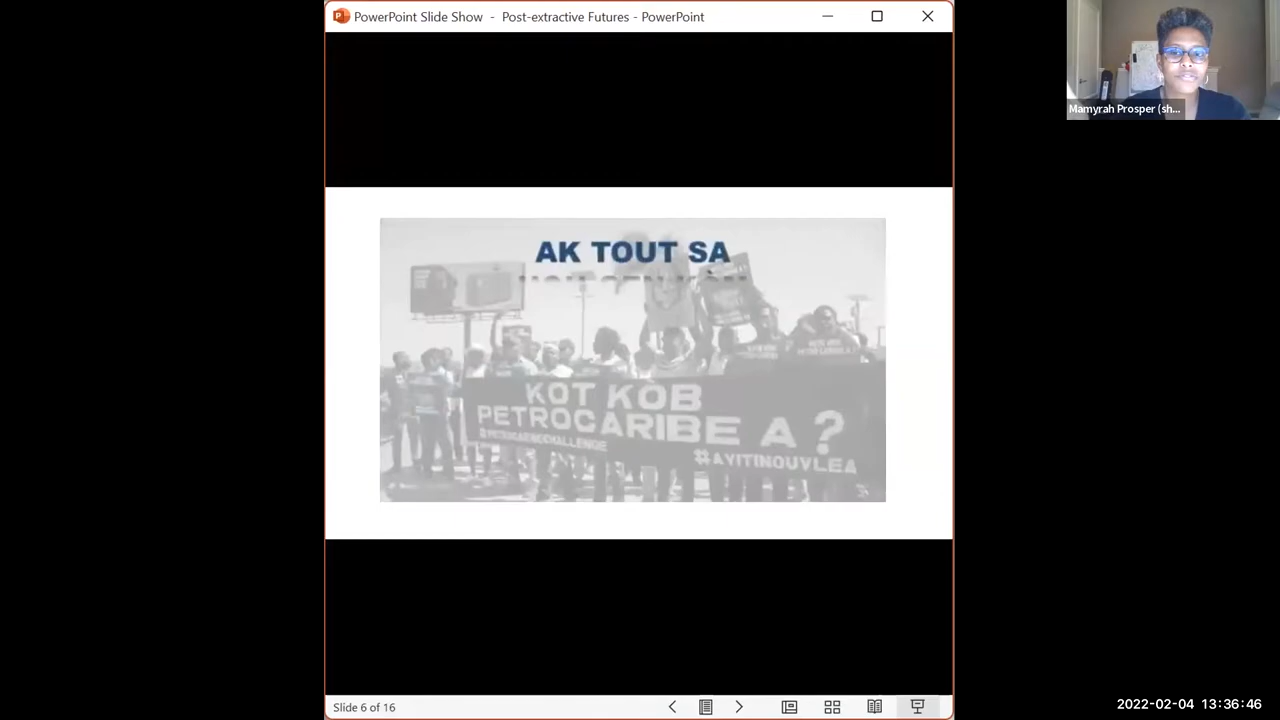 PowerPoint Slide Show - Post-extractive Futures - PowerPoint
Mamyrah Prosper (sh...
AK TOUT SA
KOT KOB
PETROCARIBE A ?
#PETROCARIBECHALLENGE
#AYITINOUVLEA
Slide 6 of 16
2022-02-04 13:36:46